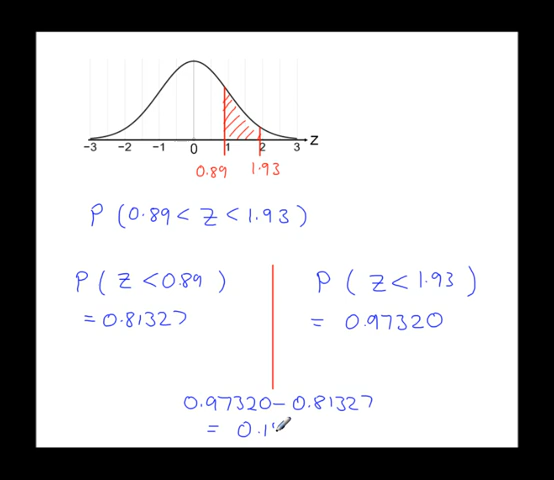 -3 -2 -1 0 1 2 3 Z
0.89 1.93
P (0.89 < Z < 1.93)
P ( Z < 0.89 )
= 0.81327
P ( Z < 1.93 )
= 0.97320
0.97320 - 0.81327
= 0.1